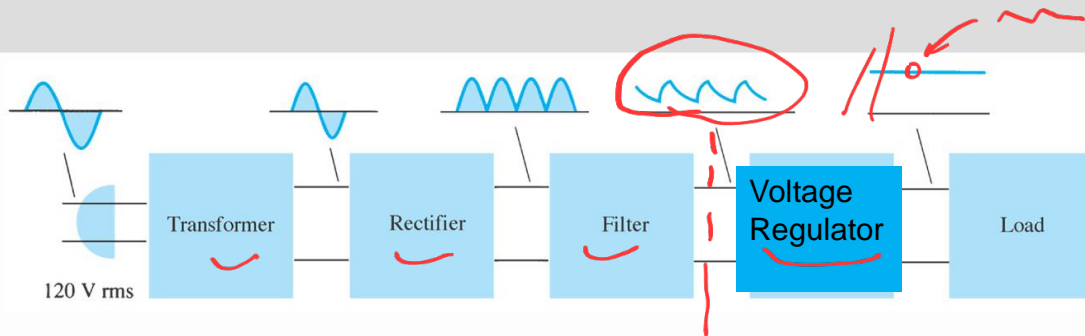 Transformer
Rectifier
Filter
Voltage
Regulator
Load
120 V rms